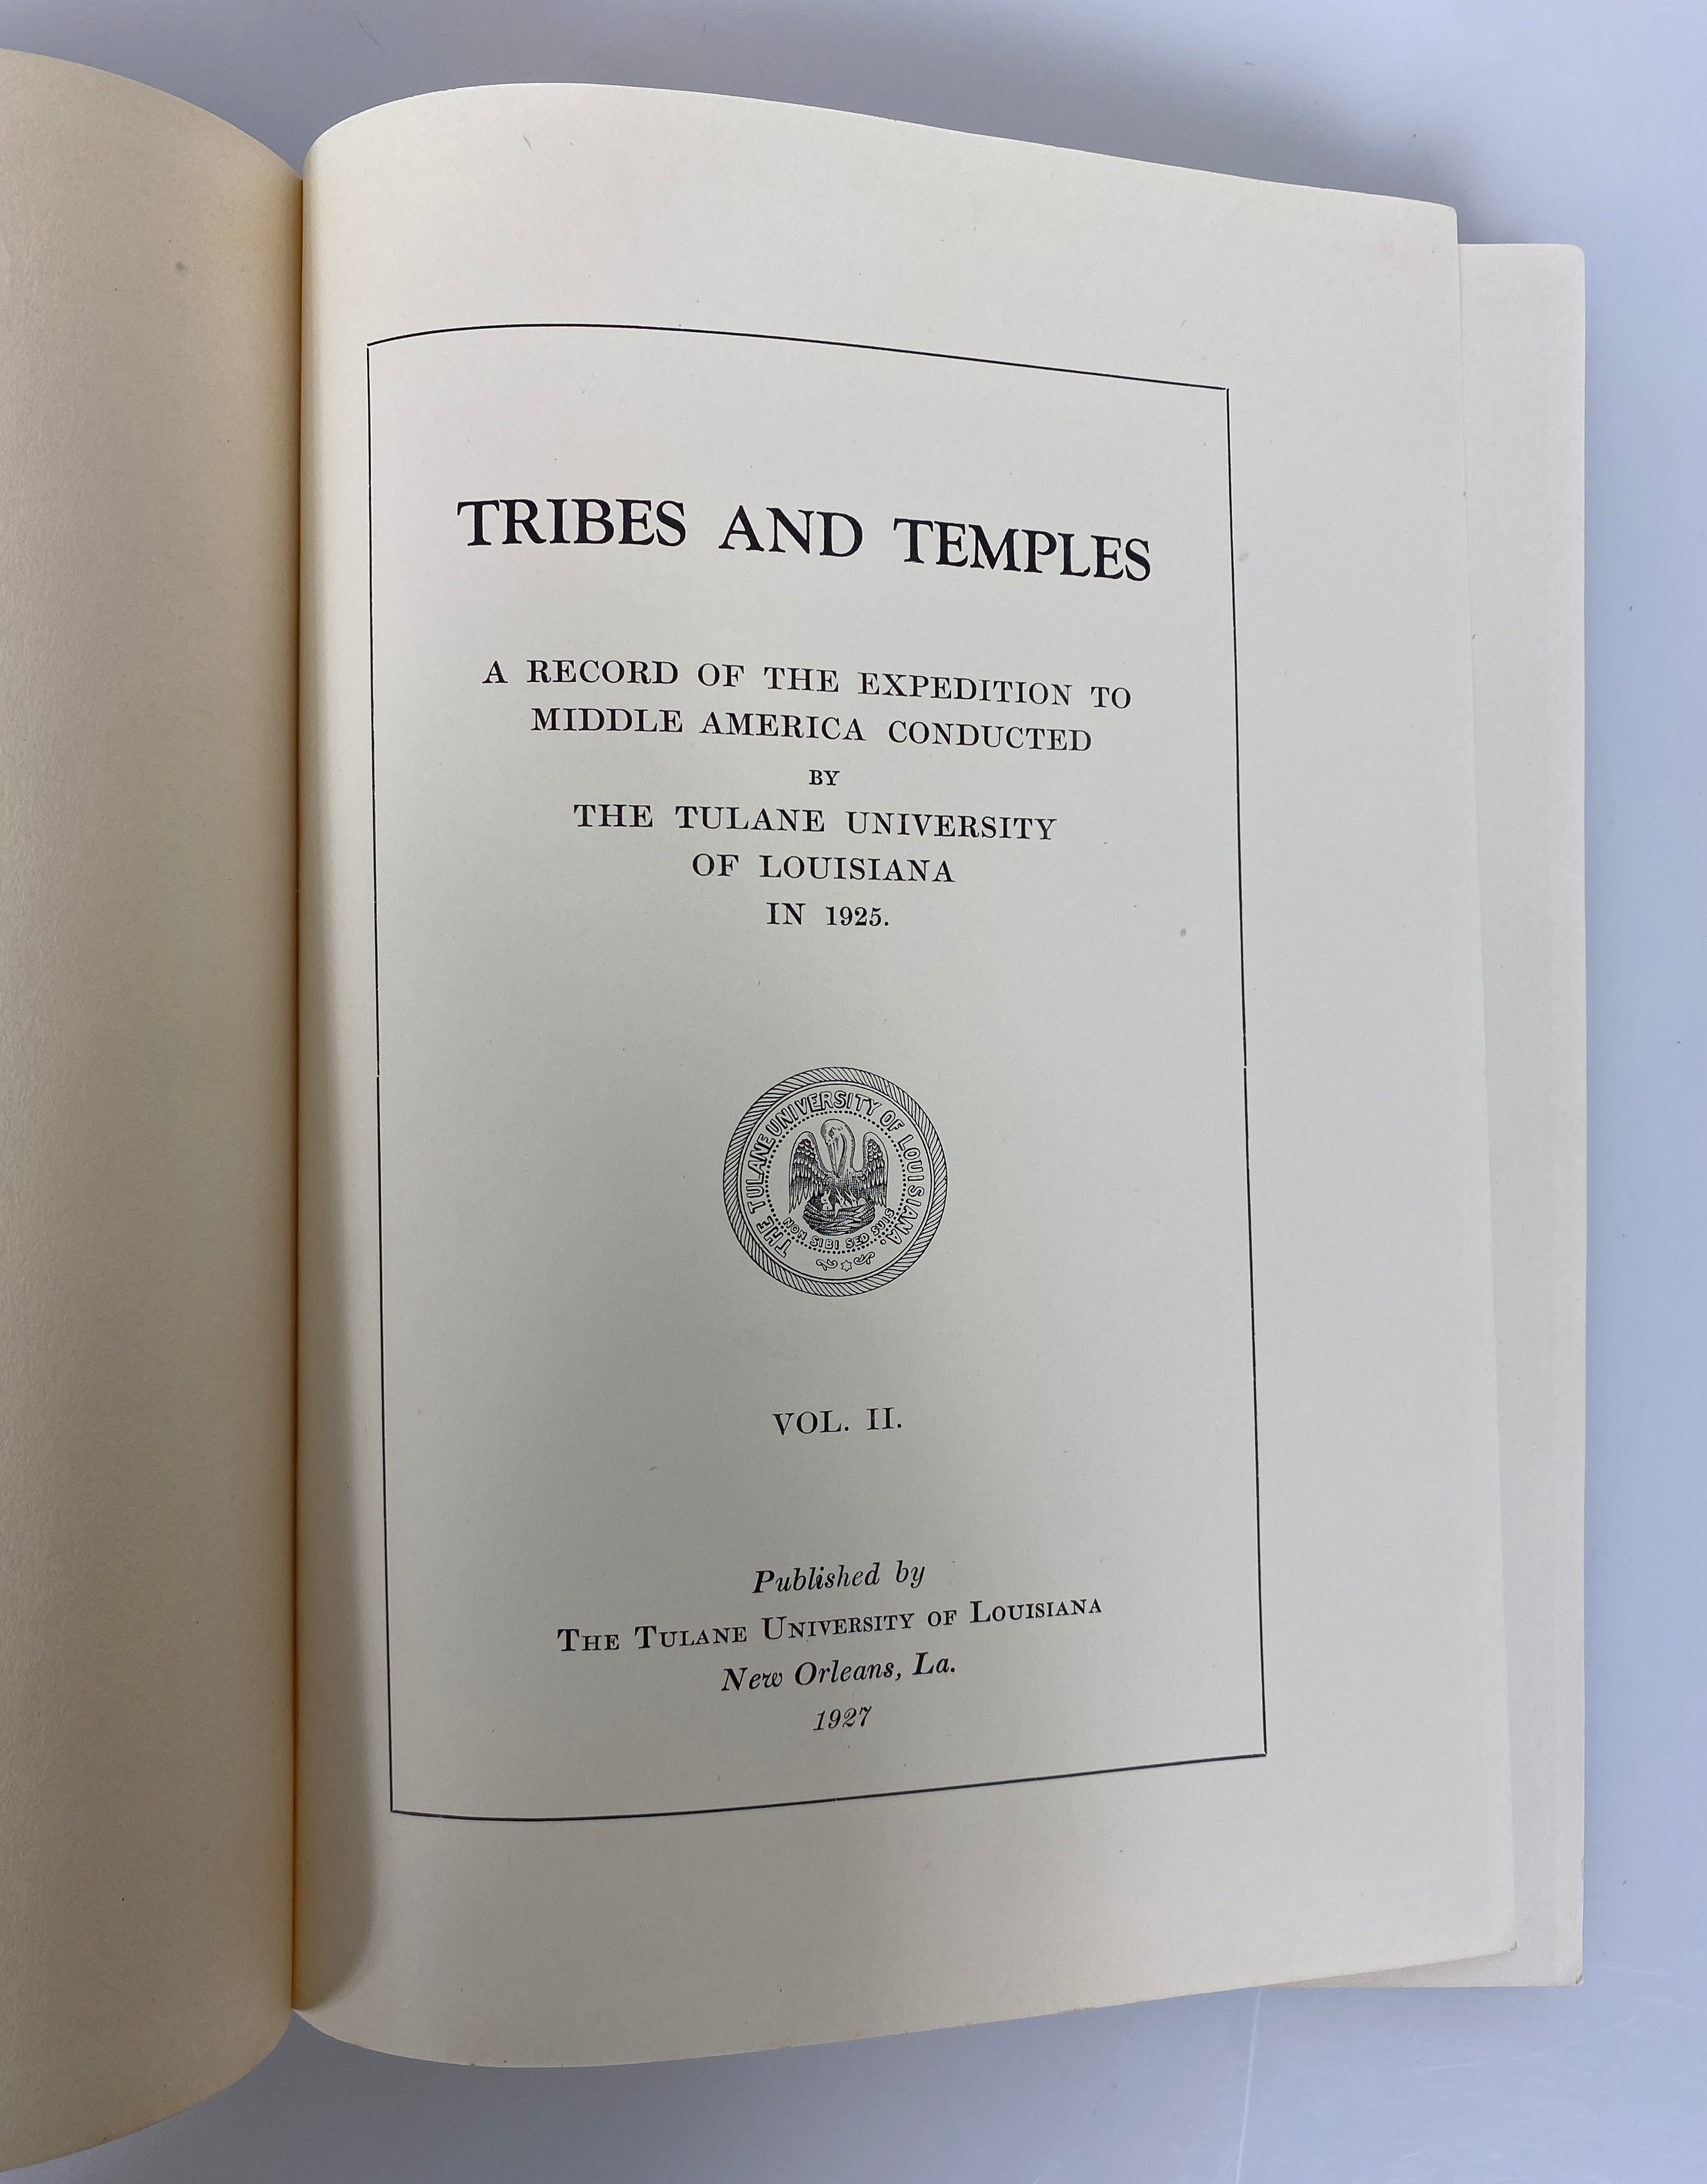 TRIBES AND TEMPLES
A RECORD OF THE EXPEDITION TO
MIDDLE AMERICA CONDUCTED
BY
THE TULANE UNIVERSITY
OF LOUISIANA
IN 1925.
THE TULANE UNIVERSITY OF LOUISIANA.
NON SIBI SED SUIS
VOL. II.
Published by
THE TULANE UNIVERSITY OF LOUISIANA
New Orleans, La.
1927